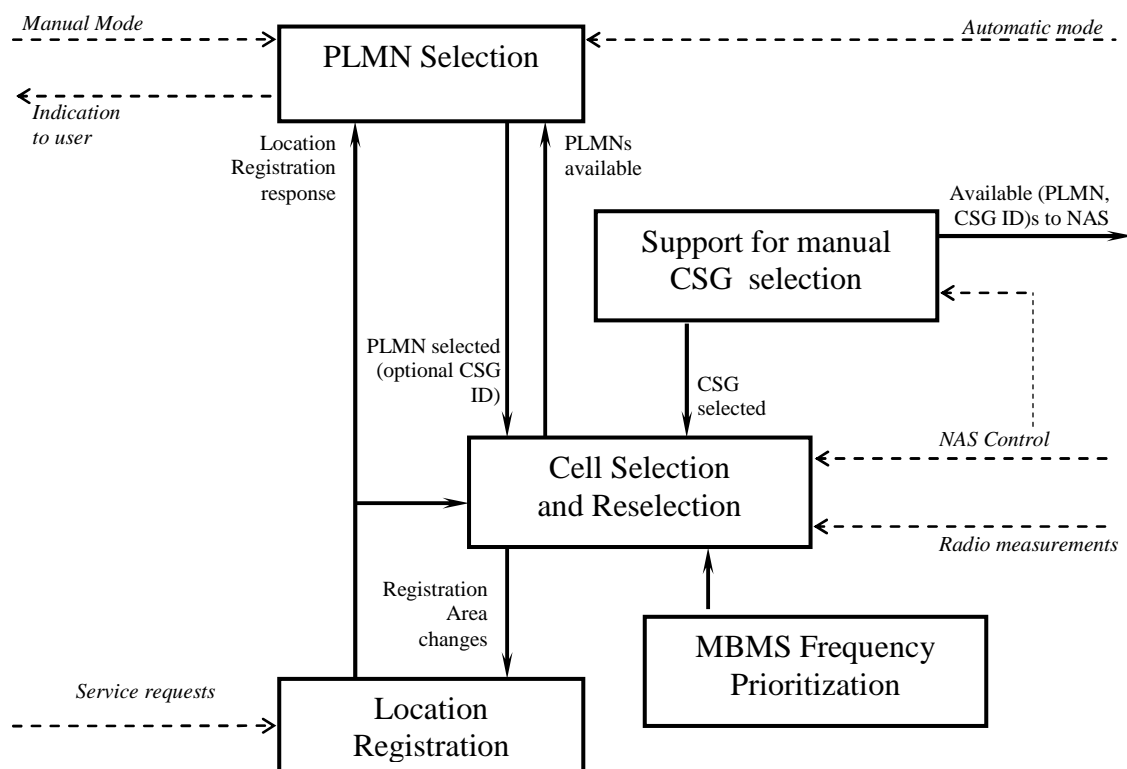 Manual Mode
PLMN Selection
Automatic mode
Indication
to user
Location
Registration
response
PLMNs
available
Available (PLMN,
CSG ID)s to NAS
Support for manual
CSG selection
PLMN selected
(optional CSG
ID)
CSG
selected
NAS Control
Cell Selection
and Reselection
Radio measurements
Registration
Area
changes
MBMS Frequency
Prioritization
Service requests
Location
Registration